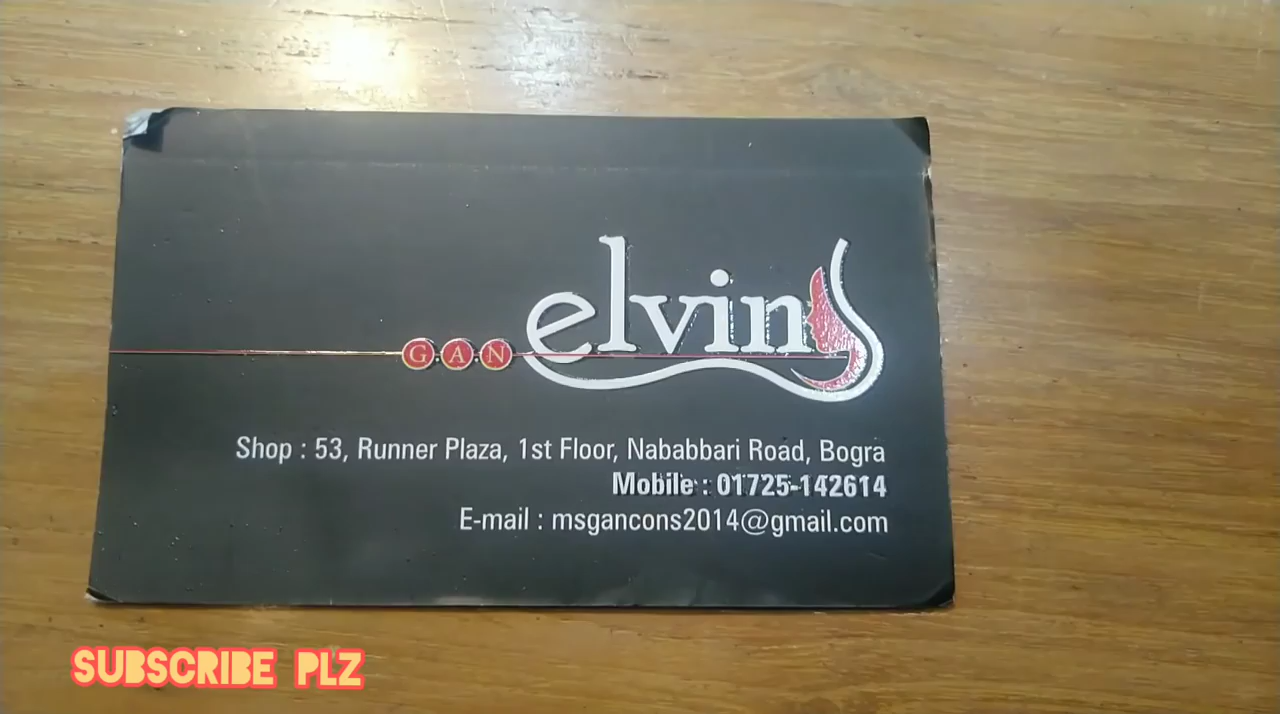 G.A.N elvin
Shop : 53, Runner Plaza, 1st Floor, Nababbari Road, Bogra
Mobile : 01725-142614
E-mail : msgancons2014@gmail.com
SUBSCRIBE PLZ